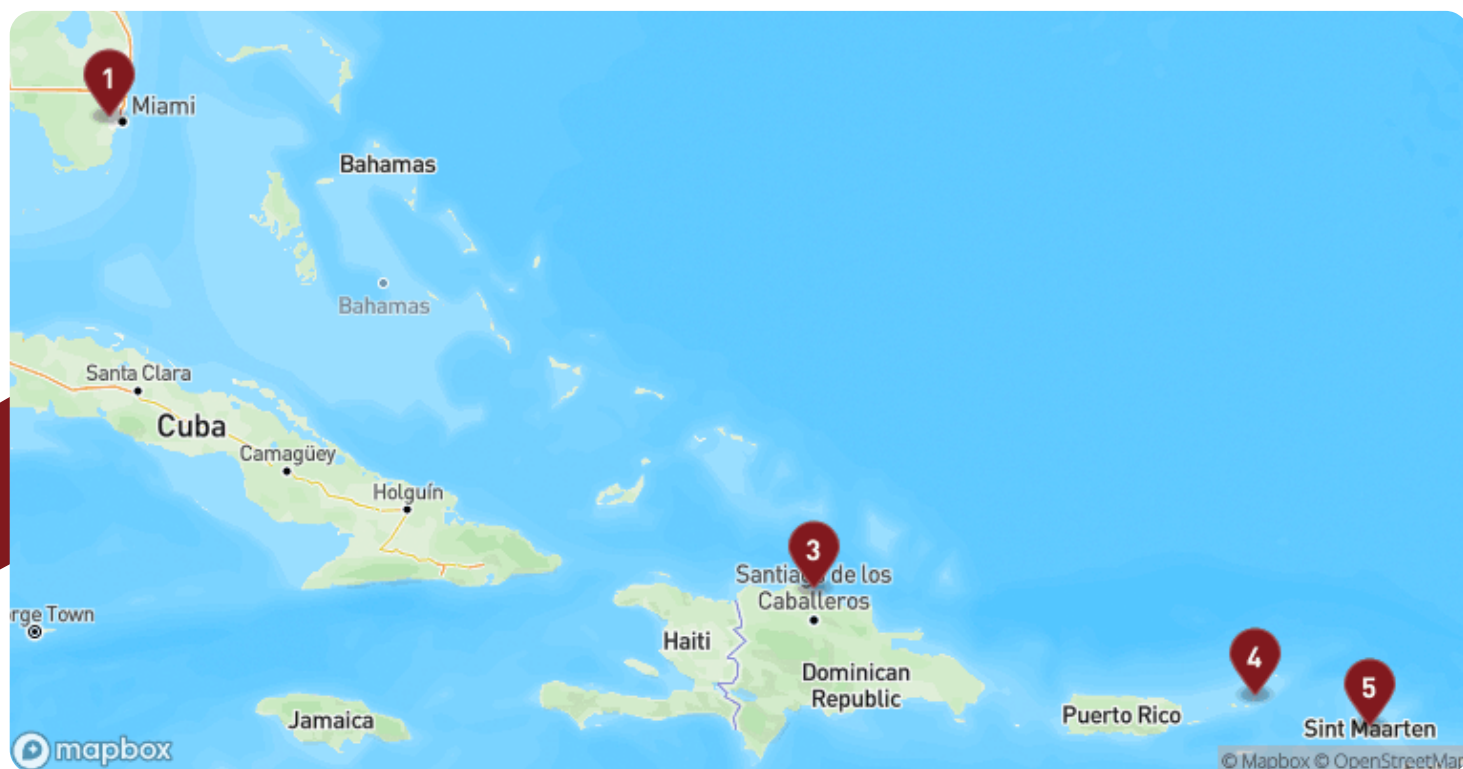 1
Miami
Bahamas
Bahamas
Santa Clara
Cuba
Camagüey
Holguín
3
Santiago de los
Caballeros
orge Town
Haiti
4
Dominican
Republic
5
Jamaica
Puerto Rico
Sint Maarten
mapbox
© Mapbox © OpenStreetMap